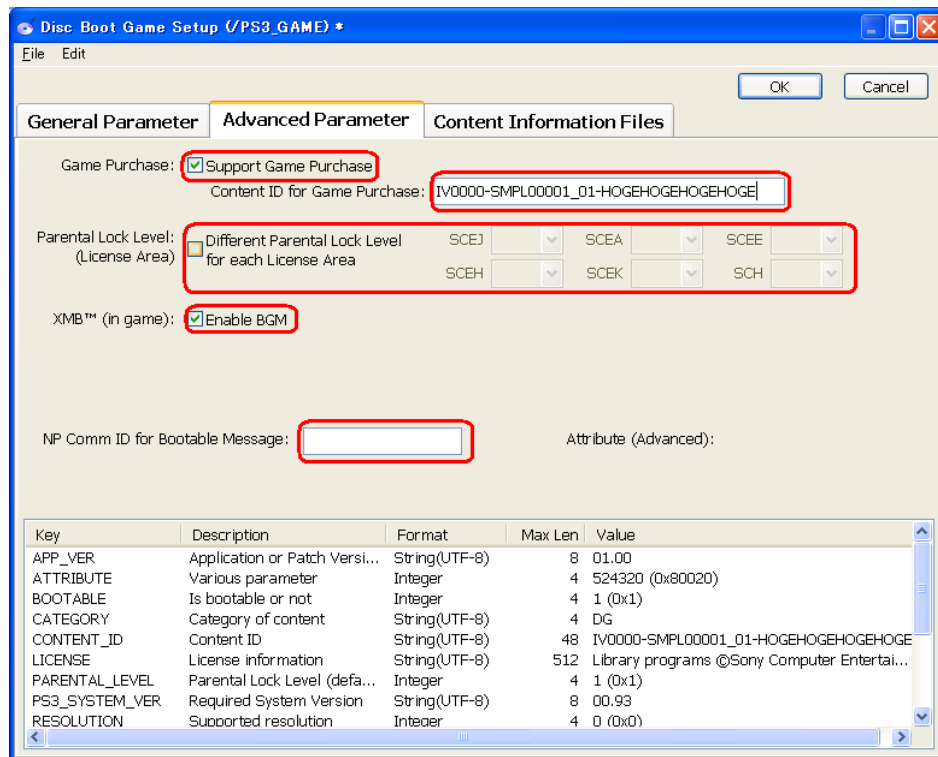 Disc Boot Game Setup (/PS3_GAME) *
File Edit
OK Cancel
General Parameter Advanced Parameter Content Information Files
Game Purchase: Support Game Purchase
Content ID for Game Purchase: IV0000-SMPL00001_01-HOGEHOGEHOGEHOGE
Parental Lock Level: Different Parental Lock Level SCEJ SCEA SCEE
(License Area) for each License Area SCEH SCEK SCH
XMB™ (in game): Enable BGM
NP Comm ID for Bootable Message: Attribute (Advanced):
Key Description Format Max Len Value
APP_VER Application or Patch Versi... String(UTF-8) 8 01.00
ATTRIBUTE Various parameter Integer 4 524320 (0x80020)
BOOTABLE Is bootable or not Integer 4 1 (0x1)
CATEGORY Category of content String(UTF-8) 4 DG
CONTENT_ID Content ID String(UTF-8) 48 IV0000-SMPL00001_01-HOGEHOGEHOGEHOGE
LICENSE License information String(UTF-8) 512 Library programs ©Sony Computer Entertai...
PARENTAL_LEVEL Parental Lock Level (defa... Integer 4 1 (0x1)
PS3_SYSTEM_VER Required System Version String(UTF-8) 8 00.93
RESOLUTION Supported resolution Integer 4 0 (0x0)